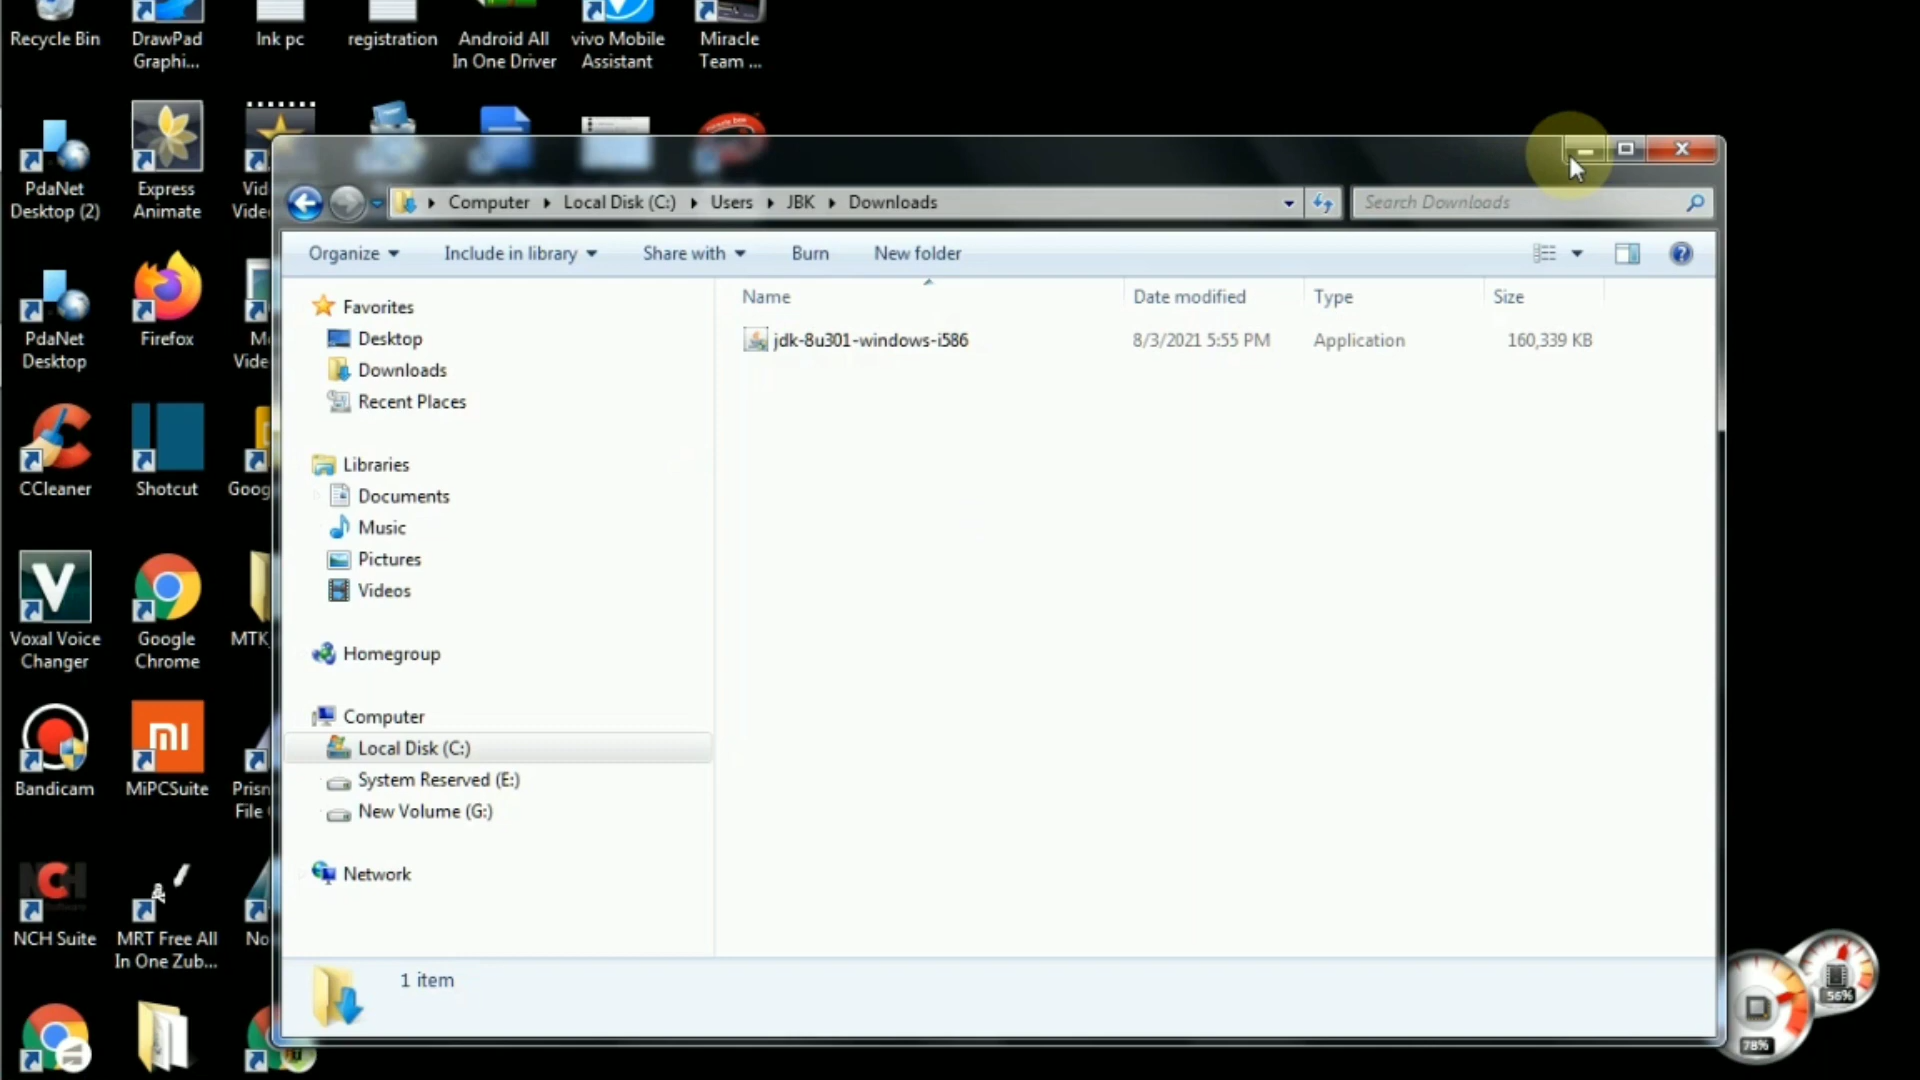 Recycle Bin
DrawPad
Graphi...
Ink pc
registration
Android All
In One Driver
vivo Mobile
Assistant
Miracle
Team ...
PdaNet
Desktop (2)
Express
Animate
Vid
Vide
PdaNet
Desktop
Firefox
Vide
CCleaner
Shotcut
Goog
Voxal Voice
Changer
Google
Chrome
MTK
Bandicam
MiPCSuite
Prisn
File
NCH Suite
MRT Free All
In One Zub...
No
Computer
Local Disk (C:)
Users
JBK
Downloads
Search Downloads
Organize
Include in library
Share with
Burn
New folder
Name
Date modified
Type
Size
jdk-8u301-windows-i586
8/3/2021 5:55 PM
Application
160,339 KB
Favorites
Desktop
Downloads
Recent Places
Libraries
Documents
Music
Pictures
Videos
Homegroup
Computer
Local Disk (C:)
System Reserved (E:)
New Volume (G:)
Network
1 item
56%
78%